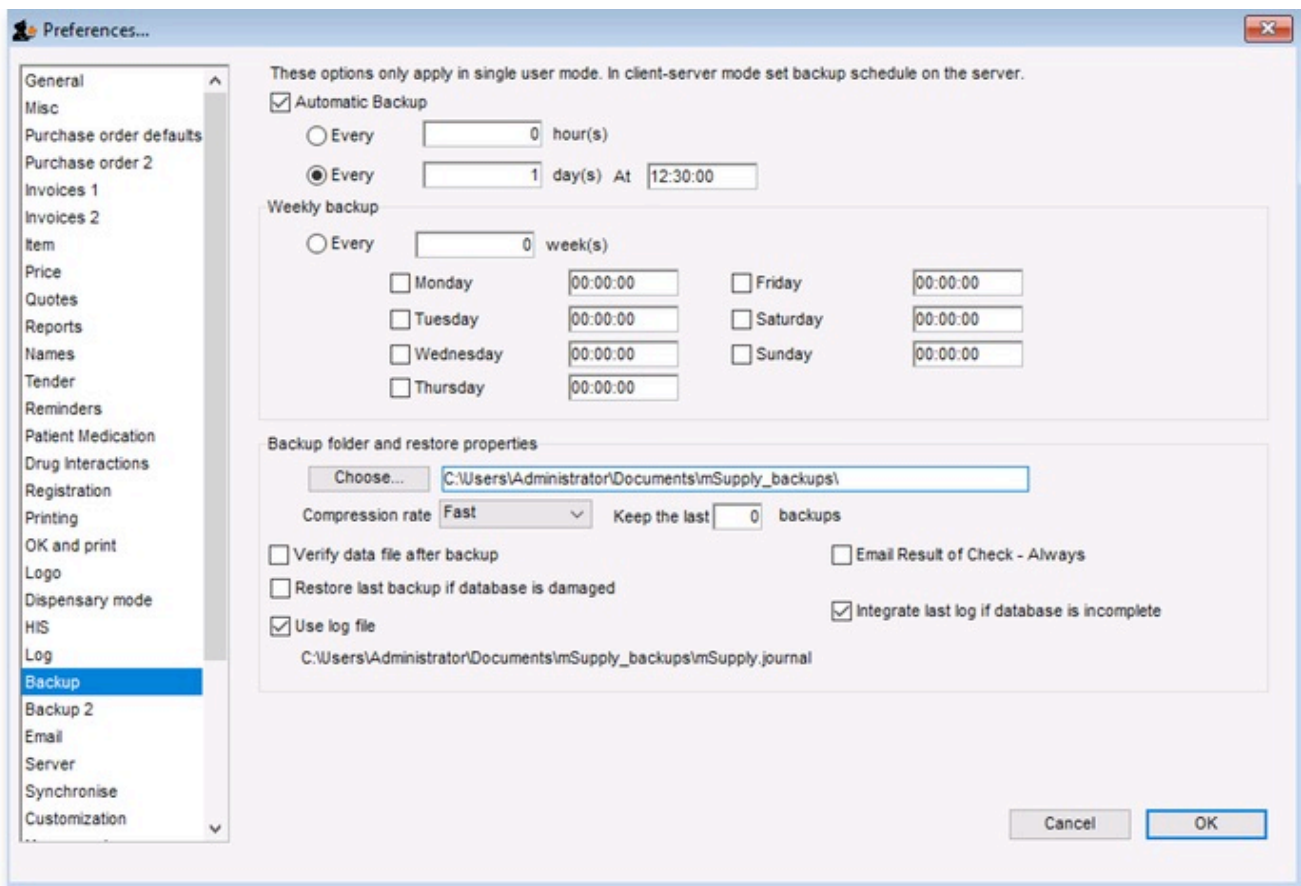 Preferences...
General
Misc
Purchase order defaults
Purchase order 2
Invoices 1
Invoices 2
Item
Price
Quotes
Reports
Names
Tender
Reminders
Patient Medication
Drug Interactions
Registration
Printing
OK and print
Logo
Dispensary mode
HIS
Log
Backup
Backup 2
Email
Server
Synchronise
Customization
These options only apply in single user mode. In client-server mode set backup schedule on the server.
Automatic Backup
Every 0 hour(s)
Every 1 day(s) At 12:30:00
Weekly backup
Every 0 week(s)
Monday 00:00:00 Friday 00:00:00
Tuesday 00:00:00 Saturday 00:00:00
Wednesday 00:00:00 Sunday 00:00:00
Thursday 00:00:00
Backup folder and restore properties
Choose... C:\Users\Administrator\Documents\mSupply_backups\
Compression rate Fast Keep the last 0 backups
Verify data file after backup Email Result of Check - Always
Restore last backup if database is damaged
Integrate last log if database is incomplete
Use log file
C:\Users\Administrator\Documents\mSupply_backups\mSupply.journal
Cancel OK